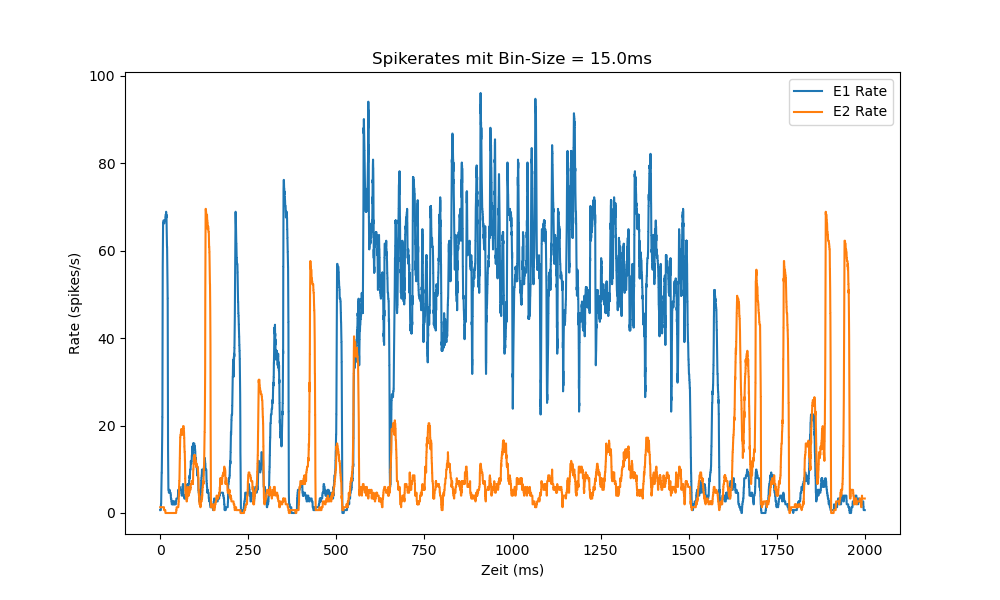 Spikerates mit Bin-Size = 15.0ms
E1 Rate
E2 Rate
Rate (spikes/s)
100
80
60
40
20
0
0 250 500 750 1000 1250 1500 1750 2000
Zeit (ms)